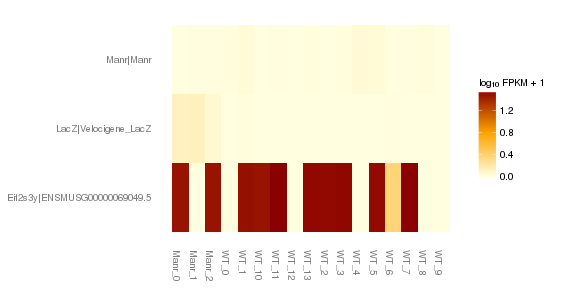 Manr|Manr
LacZ|Velocigene_LacZ
Eif2s3y|ENSMUSG00000069049.5
log10 FPKM + 1
1.2
0.8
0.4
0.0
Manr_0
Manr_1
Manr_2
WT_0
WT_1
WT_10
WT_11
WT_12
WT_13
WT_2
WT_3
WT_4
WT_5
WT_6
WT_7
WT_8
WT_9